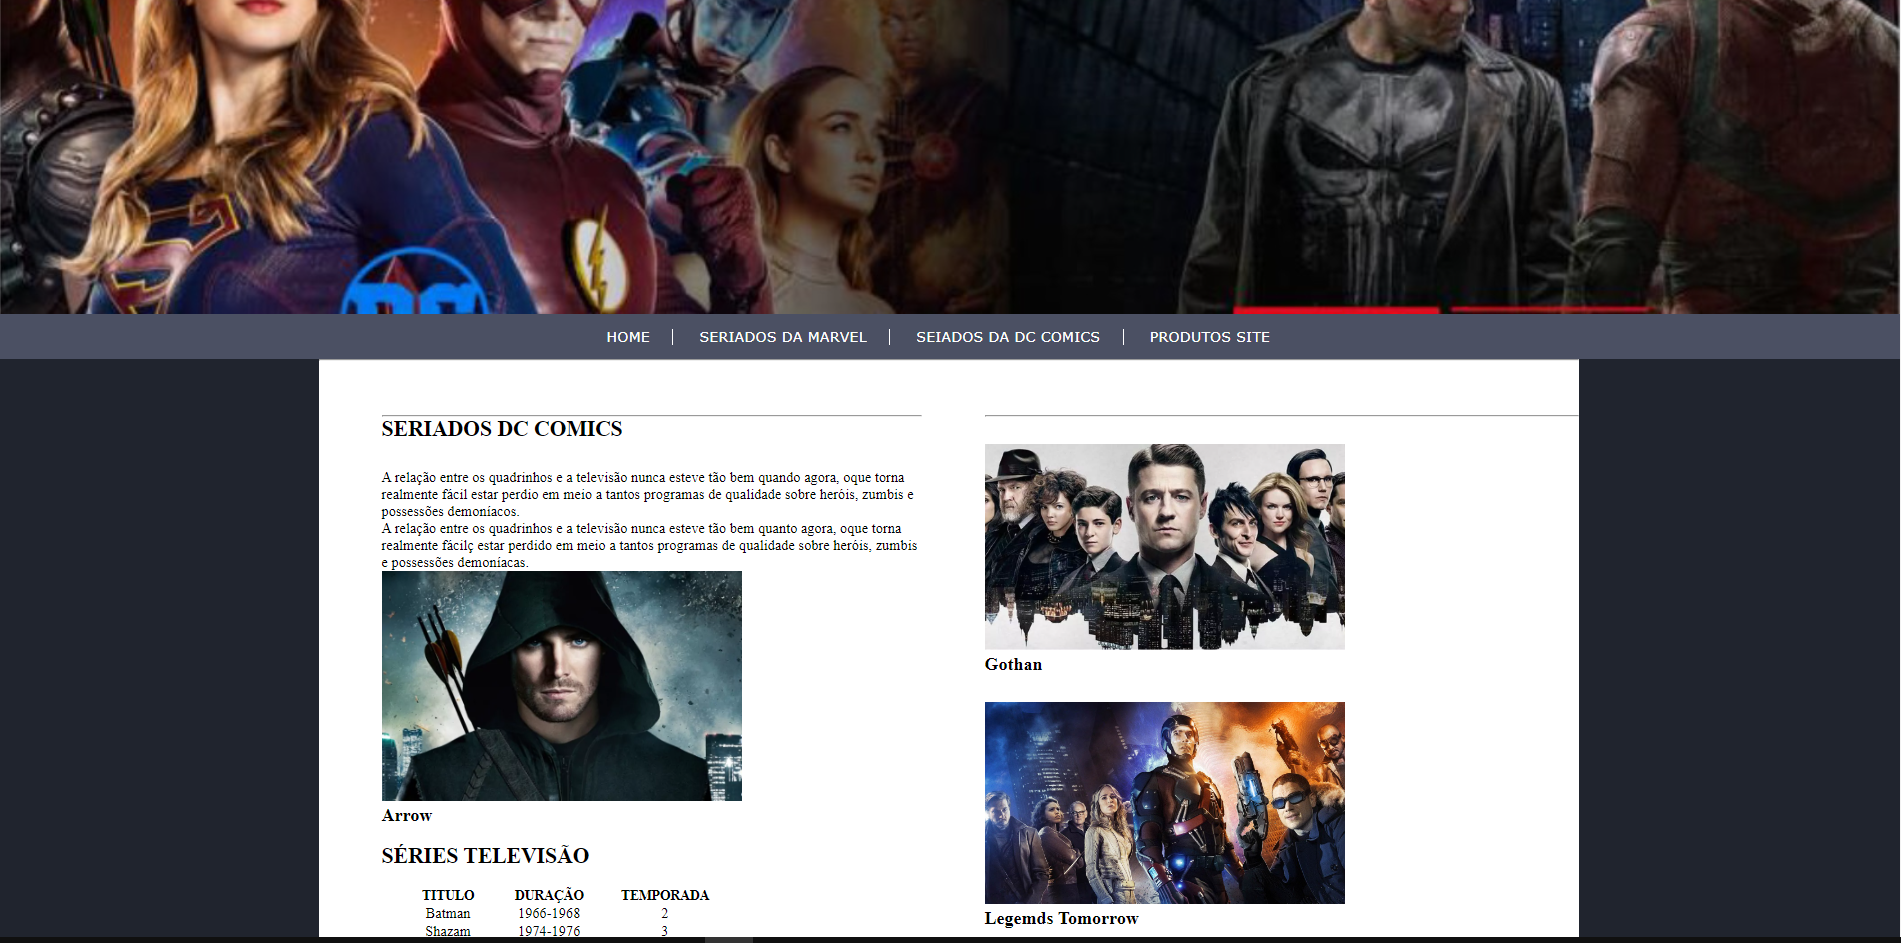 DC
HOME
SERIADOS DA MARVEL
SEIADOS DA DC COMICS
PRODUTOS SITE
SERIADOS DC COMICS
A relação entre os quadrinhos e a televisão nunca esteve tão bem quando agora, oque torna
realmente fácil estar perdio em meio a tantos programas de qualidade sobre heróis, zumbis e
possessões demoníacos.
A relação entre os quadrinhos e a televisão nunca esteve tão bem quanto agora, oque torna
realmente fácilç estar perdido em meio a tantos programas de qualidade sobre heróis, zumbis
e possessões demoníacas.
Arrow
SÉRIES TELEVISÃO
TITULO DURAÇÃO TEMPORADA
Batman 1966-1968 2
Shazam 1974-1976 3
Gothan
Legemds Tomorrow